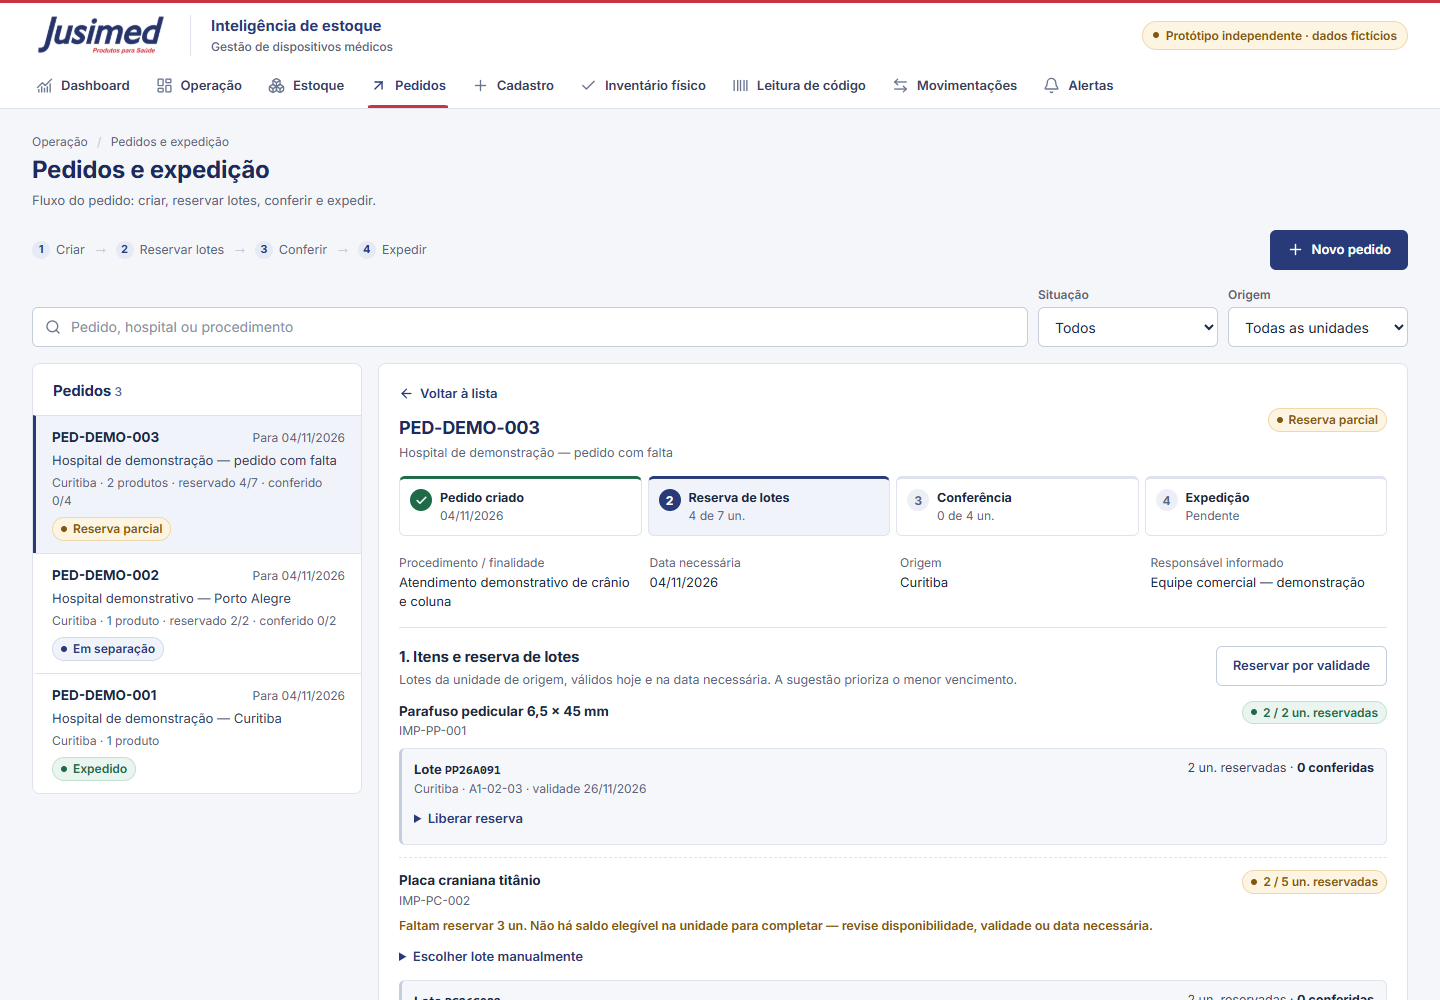 Jusimed
Produtos para Saúde
Inteligência de estoque
Gestão de dispositivos médicos
Protótipo independente · dados fictícios
Dashboard
Operação
Estoque
Pedidos
Cadastro
Inventário físico
Leitura de código
Movimentações
Alertas
Operação / Pedidos e expedição
Pedidos e expedição
Fluxo do pedido: criar, reservar lotes, conferir e expedir.
1 Criar → 2 Reservar lotes → 3 Conferir → 4 Expedir
Novo pedido
Situação
Origem
Pedido, hospital ou procedimento
Todos
Todas as unidades
Pedidos 3
PED-DEMO-003 Para 04/11/2026
Hospital de demonstração — pedido com falta
Curitiba · 2 produtos · reservado 4/7 · conferido
0/4
Reserva parcial
PED-DEMO-002 Para 04/11/2026
Hospital demonstrativo — Porto Alegre
Curitiba · 1 produto · reservado 2/2 · conferido 0/2
Em separação
PED-DEMO-001 Para 04/11/2026
Hospital de demonstração — Curitiba
Curitiba · 1 produto
Expedido
← Voltar à lista
PED-DEMO-003
Reserva parcial
Hospital de demonstração — pedido com falta
Pedido criado
04/11/2026
2 Reserva de lotes
4 de 7 un.
3 Conferência
0 de 4 un.
4 Expedição
Pendente
Procedimento / finalidade
Atendimento demonstrativo de crânio
e coluna
Data necessária
04/11/2026
Origem
Curitiba
Responsável informado
Equipe comercial — demonstração
1. Itens e reserva de lotes
Lotes da unidade de origem, válidos hoje e na data necessária. A sugestão prioriza o menor vencimento.
Reservar por validade
Parafuso pedicular 6,5 × 45 mm
IMP-PP-001
2 / 2 un. reservadas
Lote PP26A091
2 un. reservadas · 0 conferidas
Curitiba · A1-02-03 · validade 26/11/2026
Liberar reserva
Placa craniana titânio
IMP-PC-002
2 / 5 un. reservadas
Faltam reservar 3 un. Não há saldo elegível na unidade para completar — revise disponibilidade, validade ou data necessária.
Escolher lote manualmente
Lote
2 un. reservadas · 0 conferidas